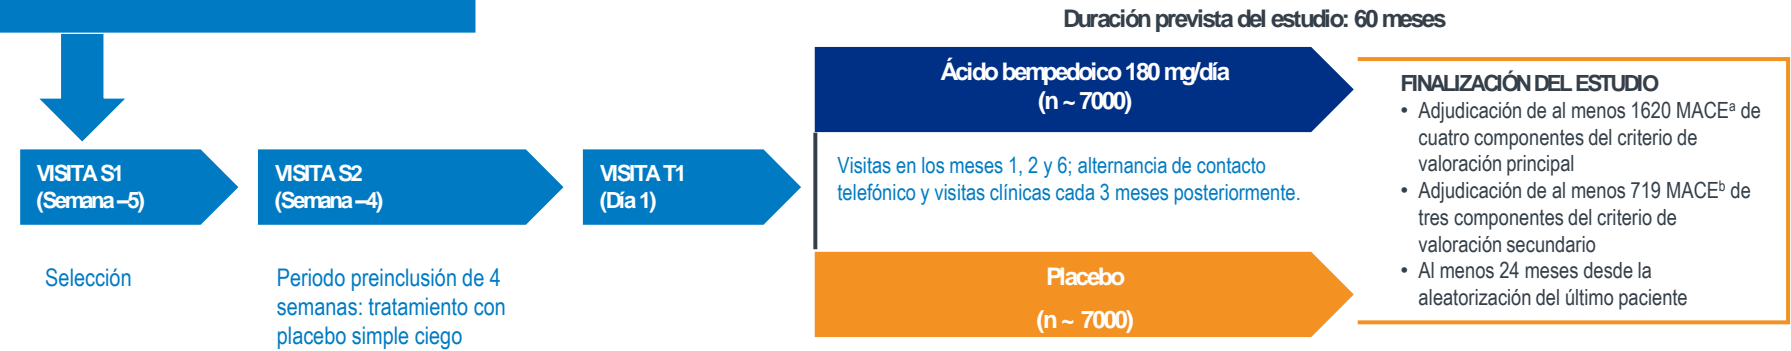 Duración prevista del estudio: 60 meses
VISITA S1
(Semana –5)
Selección
VISITA S2
(Semana –4)
Periodo preinclusión de 4
semanas: tratamiento con
placebo simple ciego
VISITA T1
(Día 1)
Ácido bempedoico 180 mg/día
(n ~ 7000)
Visitas en los meses 1, 2 y 6; alternancia de contacto
telefónico y visitas clínicas cada 3 meses posteriormente.
Placebo
(n ~ 7000)
FINALIZACIÓN DEL ESTUDIO
• Adjudicación de al menos 1620 MACEᵃ de
cuatro componentes del criterio de
valoración principal
• Adjudicación de al menos 719 MACEᵇ de
tres componentes del criterio de
valoración secundario
• Al menos 24 meses desde la
aleatorización del último paciente